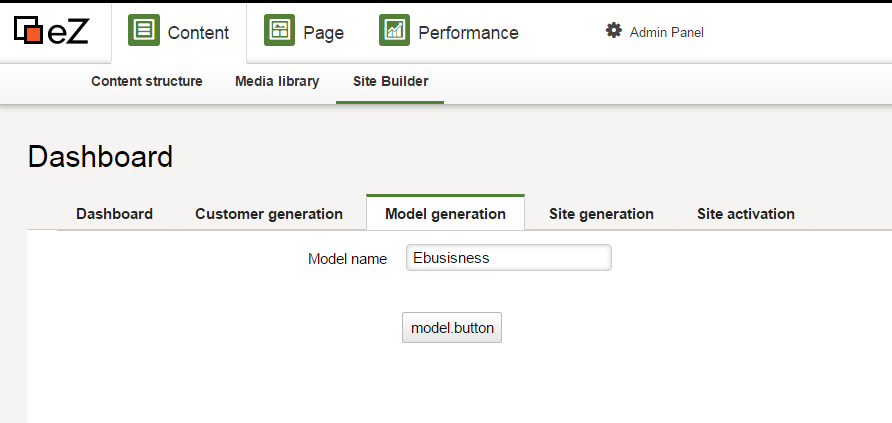 eZ Content Page Performance Admin Panel
Content structure Media library Site Builder
Dashboard
Dashboard Customer generation Model generation Site generation Site activation
Model name Ebusisness
model.button